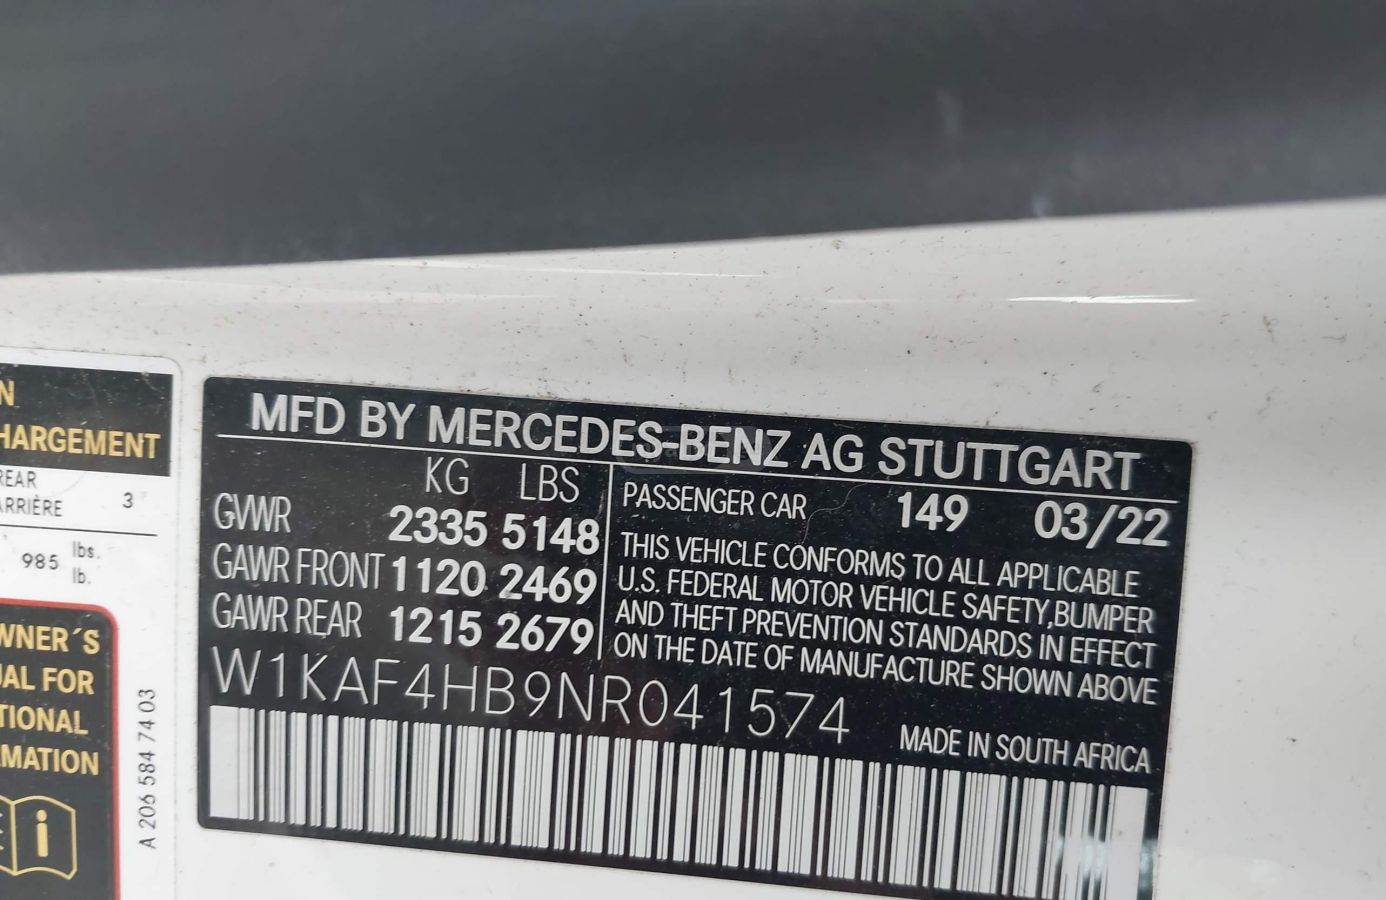 N
HARGEMENT
REAR
ARRIÈRE 3
985 lbs.
lb.
WNER´S
UAL FOR
TIONAL
RMATION
i
A 206 584 74 03
MFD BY MERCEDES-BENZ AG STUTTGART
KG LBS
GVWR 2335 5148
GAWR FRONT 1120 2469
GAWR REAR 1215 2679
PASSENGER CAR 149 03/22
THIS VEHICLE CONFORMS TO ALL APPLICABLE
U.S. FEDERAL MOTOR VEHICLE SAFETY,BUMPER
AND THEFT PREVENTION STANDARDS IN EFFECT
ON THE DATE OF MANUFACTURE SHOWN ABOVE
W1KAF4HB9NR041574
MADE IN SOUTH AFRICA